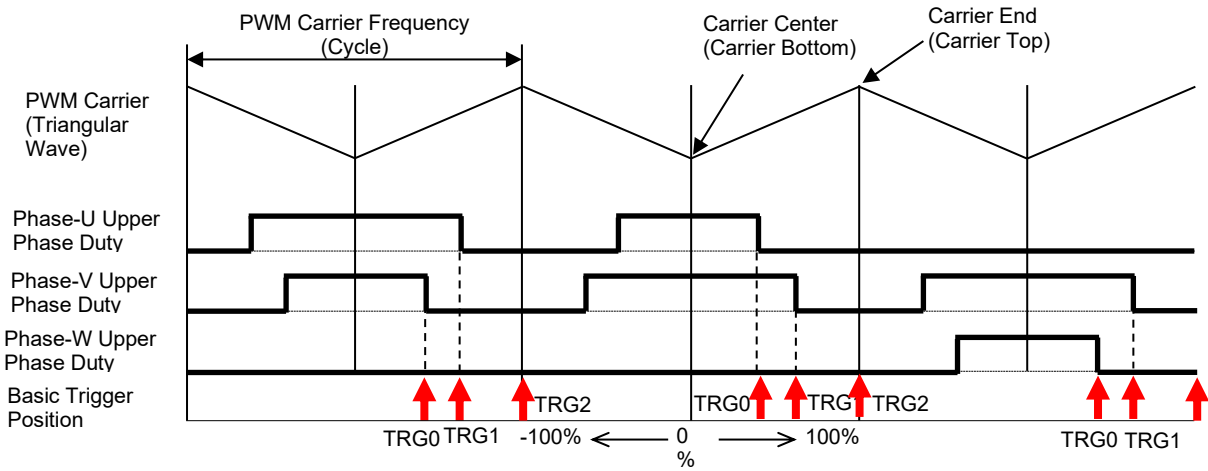 PWM Carrier Frequency
(Cycle)
Carrier Center
(Carrier Bottom)
Carrier End
(Carrier Top)
PWM Carrier
(Triangular
Wave)
Phase-U Upper
Phase Duty
Phase-V Upper
Phase Duty
Phase-W Upper
Phase Duty
Basic Trigger
Position
TRG0
TRG1
TRG2
-100%
0
%
100%
TRG0
TRG1
TRG2
TRG0
TRG1